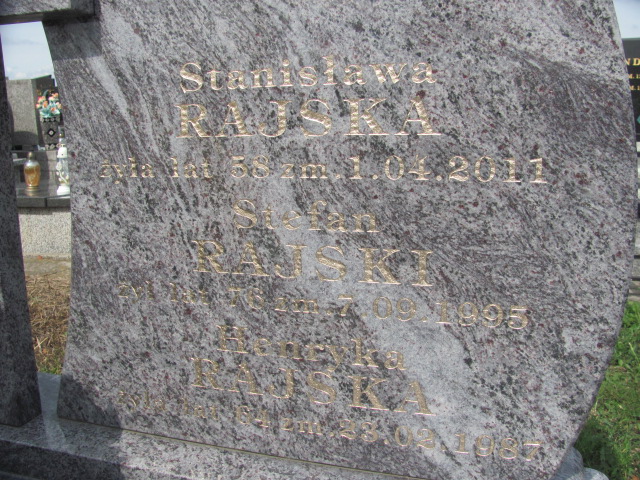 Stanisława
RAJSKA
żyła lat 58 zm. 1.04.2011
Stefan
RAJSKI
żył lat 78 zm. 7.09.1995
Henryka
RAJSKA
żyła lat 64 zm. 23.02.1987